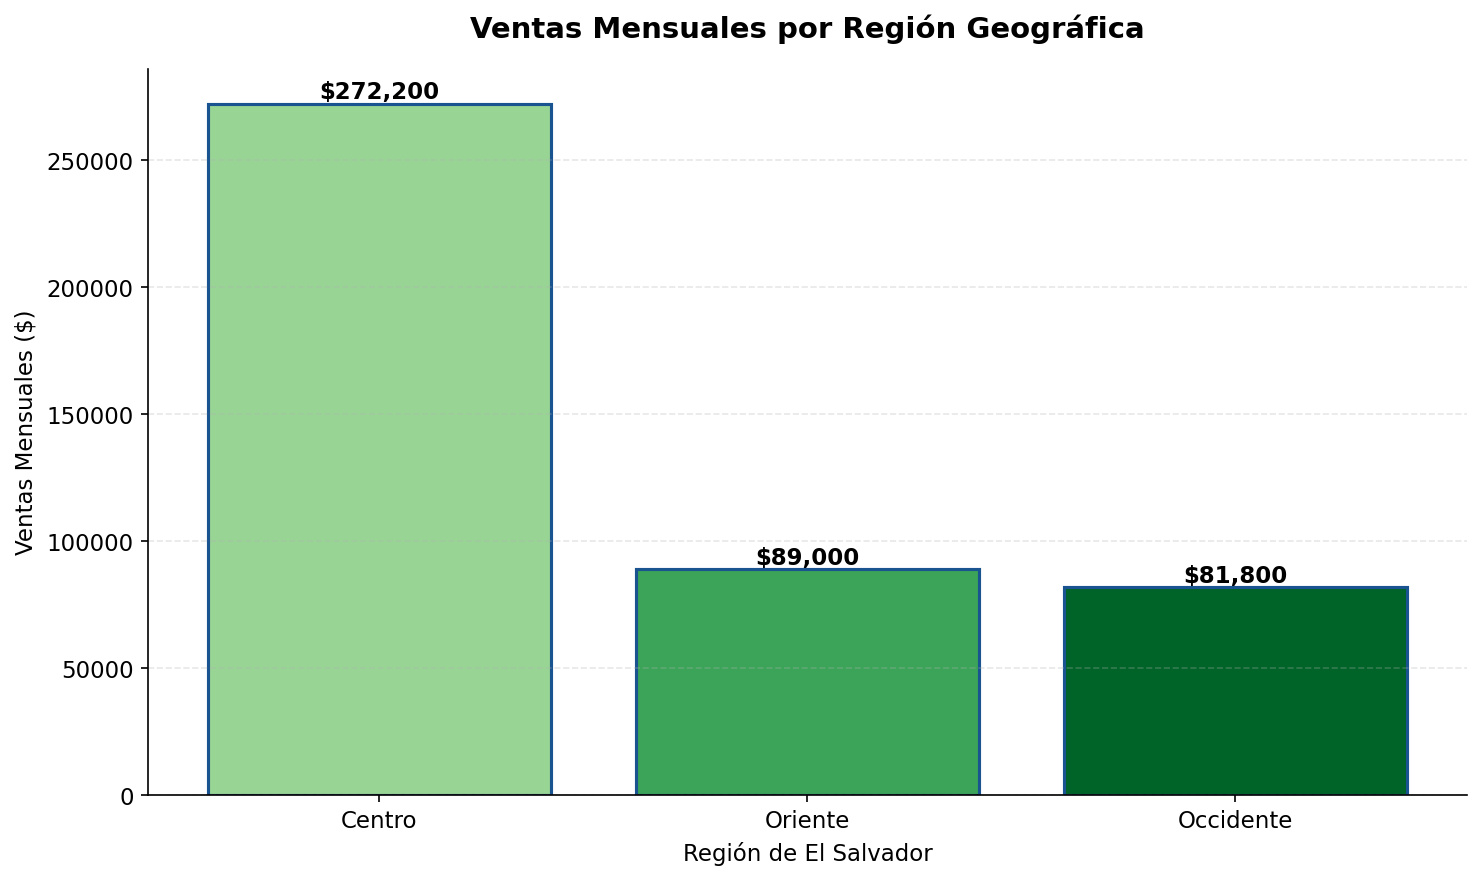 Ventas Mensuales por Región Geográfica
Ventas Mensuales ($)
250000
200000
150000
100000
50000
0
$272,200
$89,000
$81,800
Centro
Oriente
Occidente
Región de El Salvador